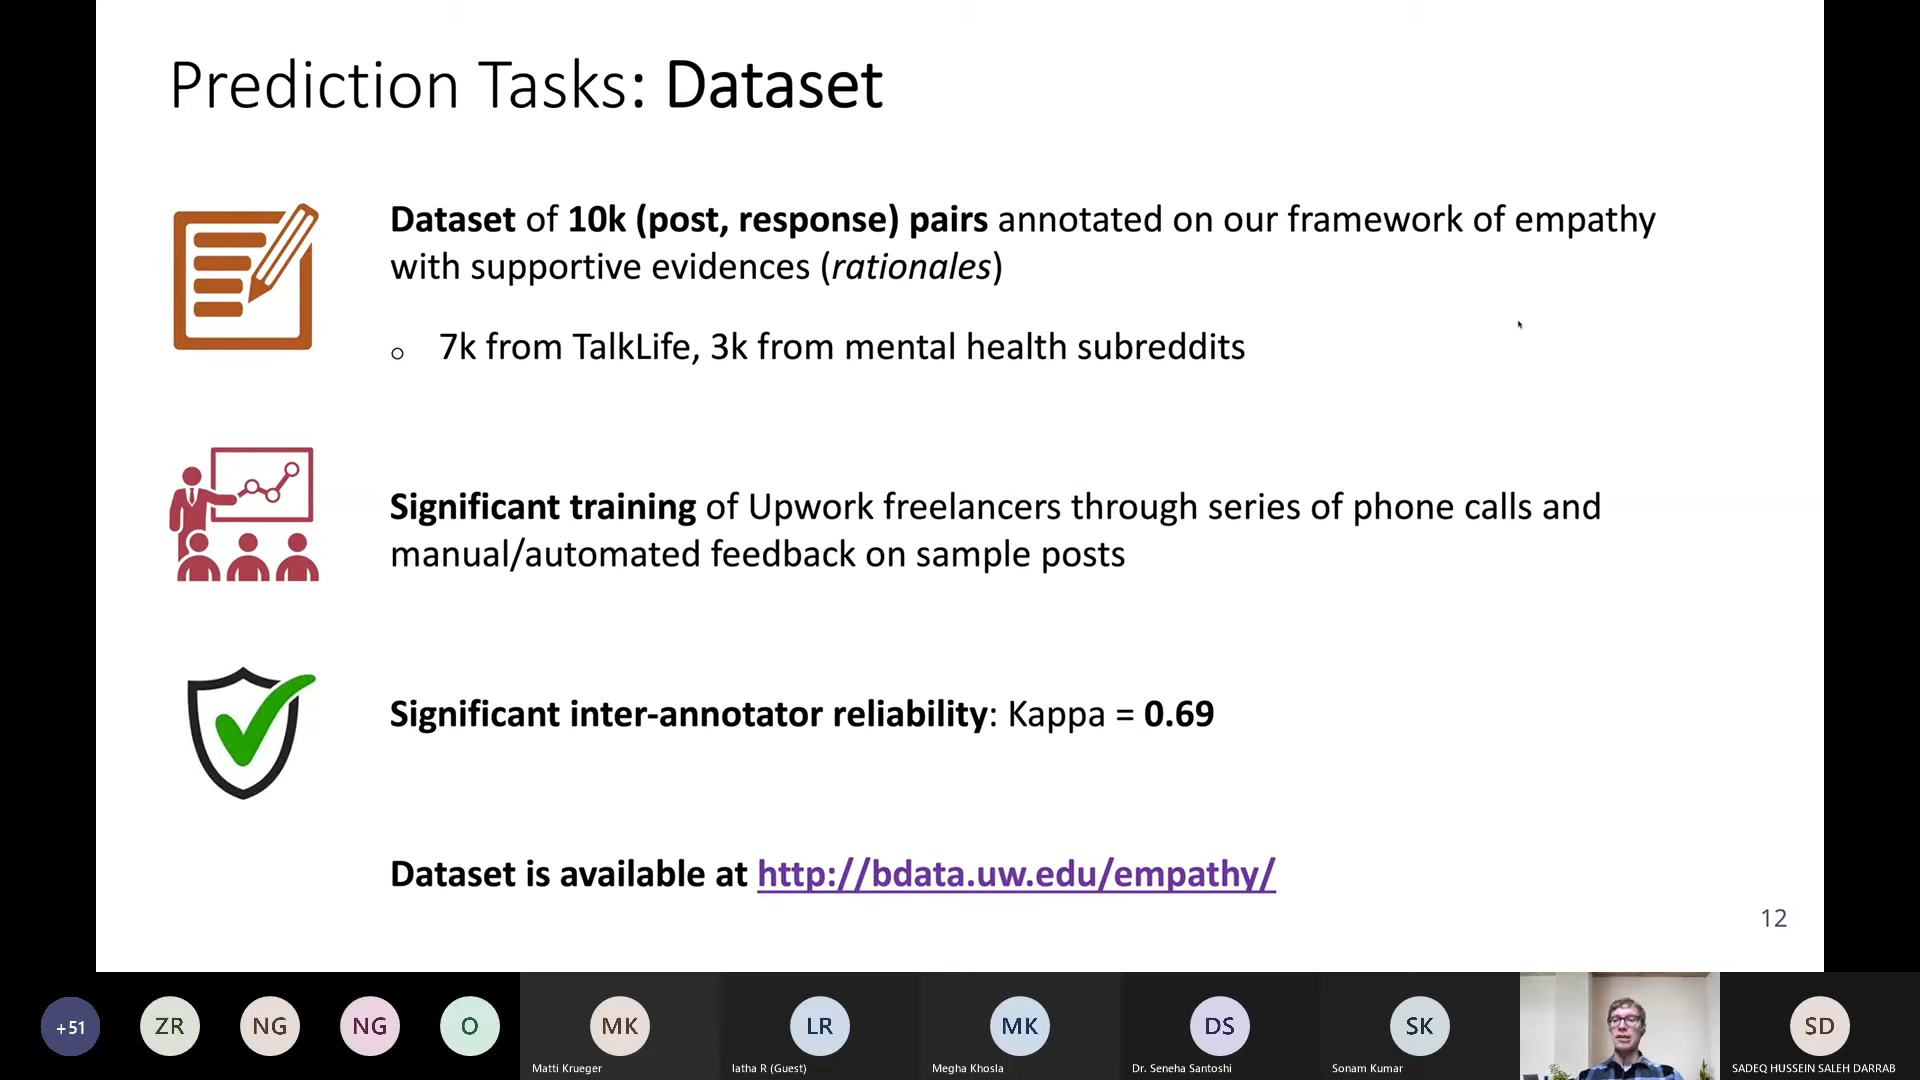 Prediction Tasks: Dataset
Dataset of 10k (post, response) pairs annotated on our framework of empathy
with supportive evidences (rationales)
○ 7k from TalkLife, 3k from mental health subreddits
Significant training of Upwork freelancers through series of phone calls and
manual/automated feedback on sample posts
Significant inter-annotator reliability: Kappa = 0.69
Dataset is available at http://bdata.uw.edu/empathy/
12
+51 ZR NG NG O MK LR MK DS SK SD
Matti Krueger latha R (Guest) Megha Khosla Dr. Seneha Santoshi Sonam Kumar SADEQ HUSSEIN SALEH DARRAB